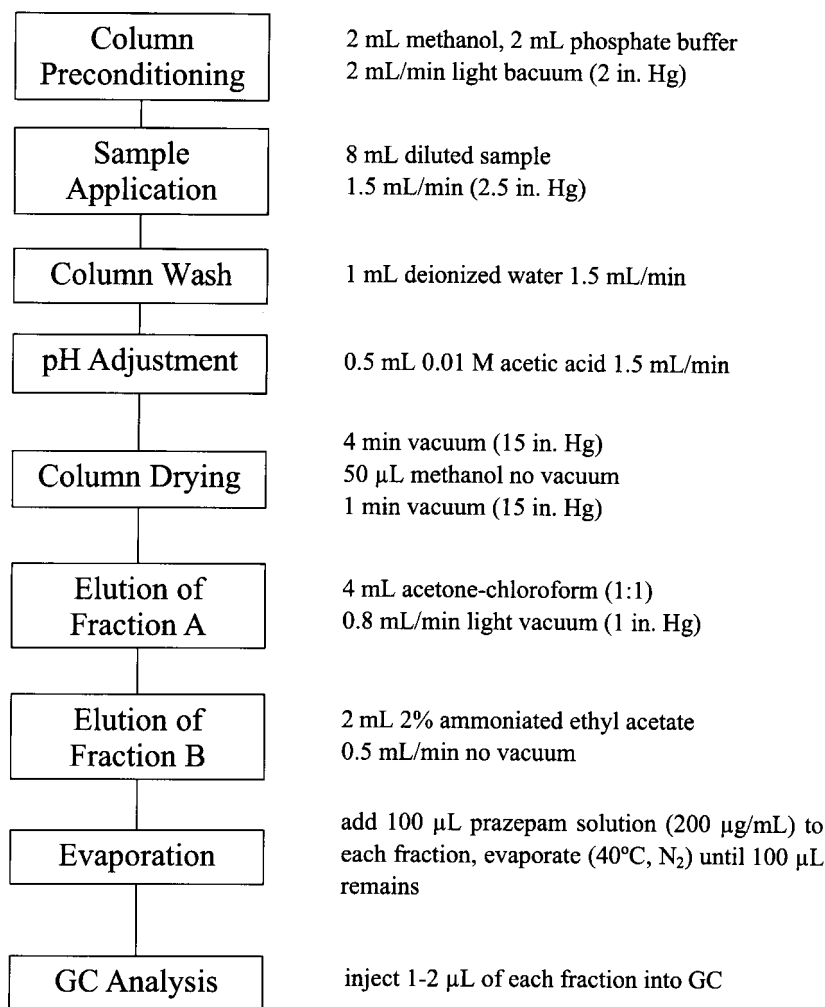 Column
Preconditioning
2 mL methanol, 2 mL phosphate buffer
2 mL/min light bacuum (2 in. Hg)
Sample
Application
8 mL diluted sample
1.5 mL/min (2.5 in. Hg)
Column Wash
1 mL deionized water 1.5 mL/min
pH Adjustment
0.5 mL 0.01 M acetic acid 1.5 mL/min
Column Drying
4 min vacuum (15 in. Hg)
50 µL methanol no vacuum
1 min vacuum (15 in. Hg)
Elution of
Fraction A
4 mL acetone-chloroform (1:1)
0.8 mL/min light vacuum (1 in. Hg)
Elution of
Fraction B
2 mL 2% ammoniated ethyl acetate
0.5 mL/min no vacuum
Evaporation
add 100 µL prazepam solution (200 µg/mL) to
each fraction, evaporate (40ºC, N₂) until 100 µL
remains
GC Analysis
inject 1-2 µL of each fraction into GC